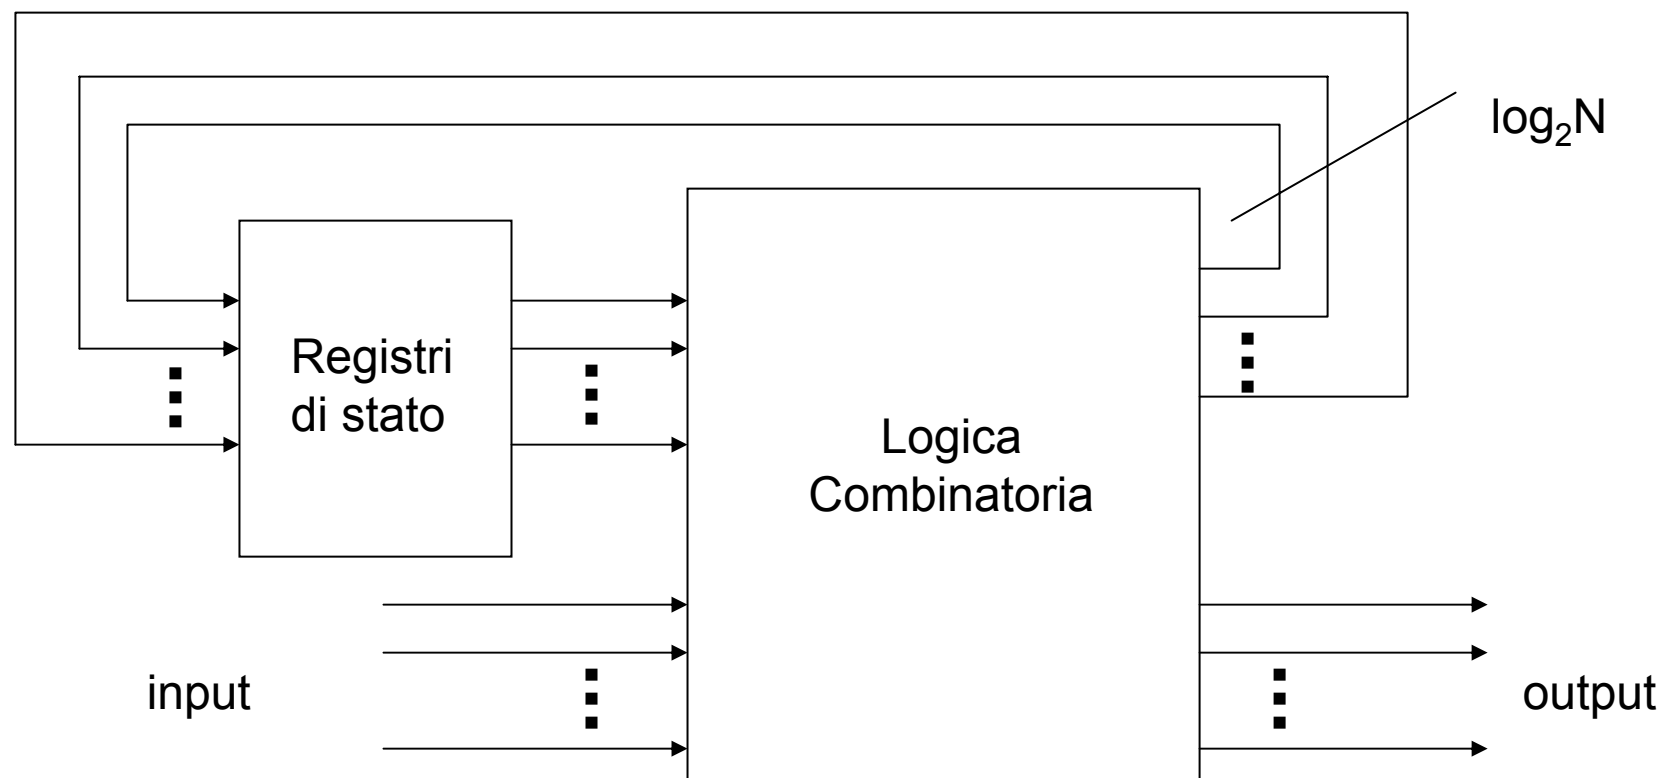 log₂N
Registri
di stato
Logica
Combinatoria
input
output